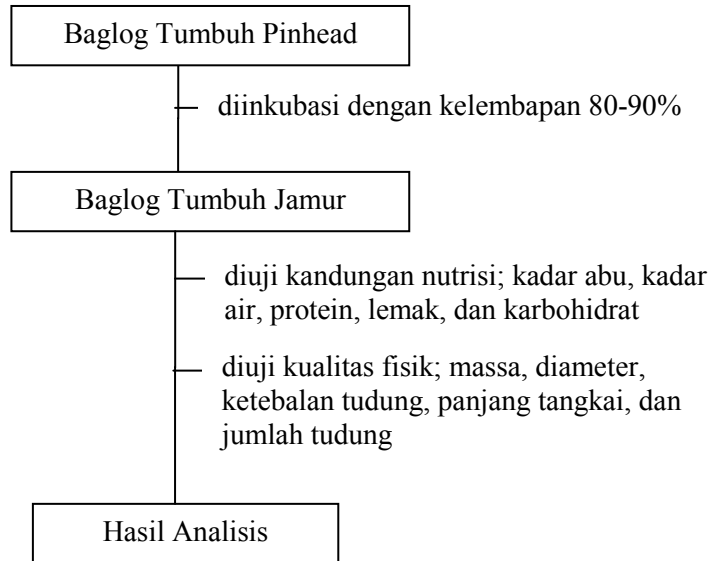 Baglog Tumbuh Pinhead
diinkubasi dengan kelembapan 80-90%
Baglog Tumbuh Jamur
diuji kandungan nutrisi; kadar abu, kadar
air, protein, lemak, dan karbohidrat
diuji kualitas fisik; massa, diameter,
ketebalan tudung, panjang tangkai, dan
jumlah tudung
Hasil Analisis